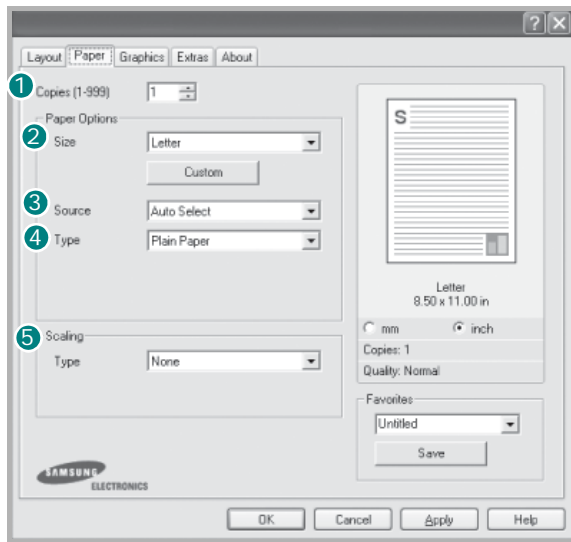 ? X
Layout Paper Graphics Extras About
1 Copies (1-999) 1
Paper Options
2 Size Letter
Custom
3 Source Auto Select
4 Type Plain Paper
5 Scaling
Type None
S
Letter
8.50 x 11.00 in
mm inch
Copies: 1
Quality: Normal
Favorites
Untitled
Save
SAMSUNG
ELECTRONICS
OK Cancel Apply Help